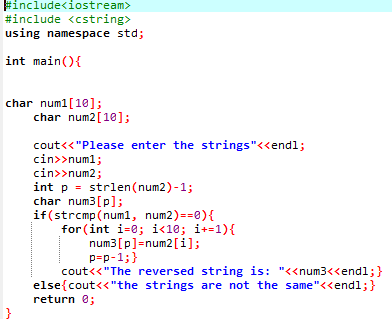 #include<iostream>
#include <cstring>
using namespace std;

int main(){


char num1[10];
    char num2[10];

    cout<<"Please enter the strings"<<endl;
    cin>>num1;
    cin>>num2;
    int p = strlen(num2)-1;
    char num3[p];
    if(strcmp(num1, num2)==0){
        for(int i=0; i<10; i+=1){
            num3[p]=num2[i];
            p=p-1;}
        cout<<"The reversed string is: "<<num3<<endl;}
    else{cout<<"the strings are not the same"<<endl;}
    return 0;
}